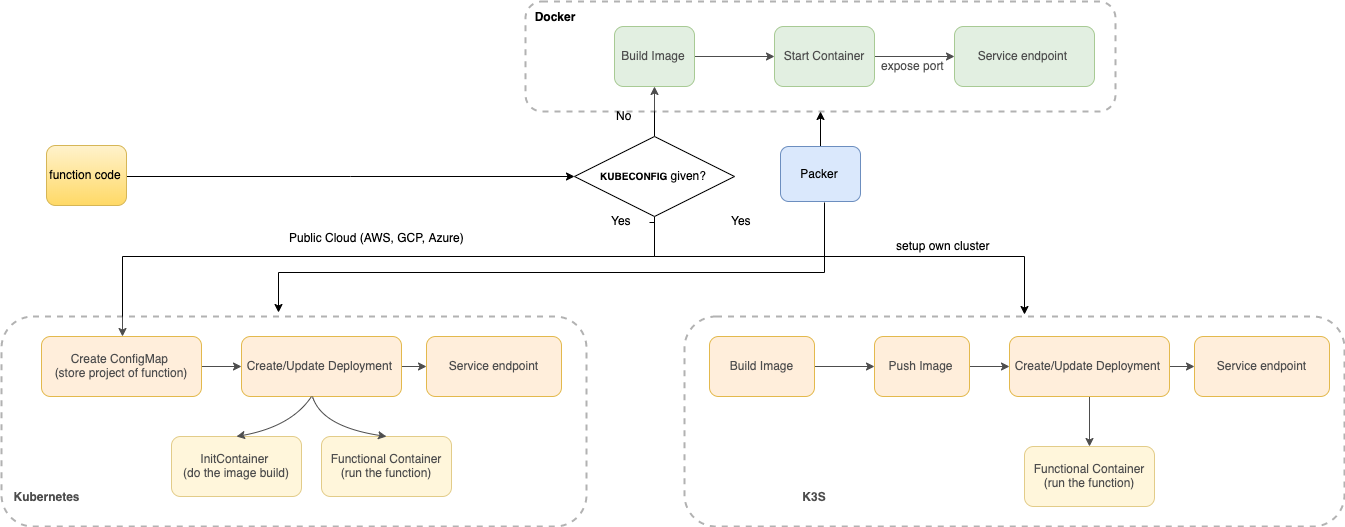 Docker
Build Image
Start Container
expose port
Service endpoint
No
function code
KUBECONFIG given?
Packer
Yes
Yes
Public Cloud (AWS, GCP, Azure)
setup own cluster
Create ConfigMap
(store project of function)
Create/Update Deployment
Service endpoint
InitContainer
(do the image build)
Functional Container
(run the function)
Kubernetes
Build Image
Push Image
Create/Update Deployment
Service endpoint
Functional Container
(run the function)
K3S